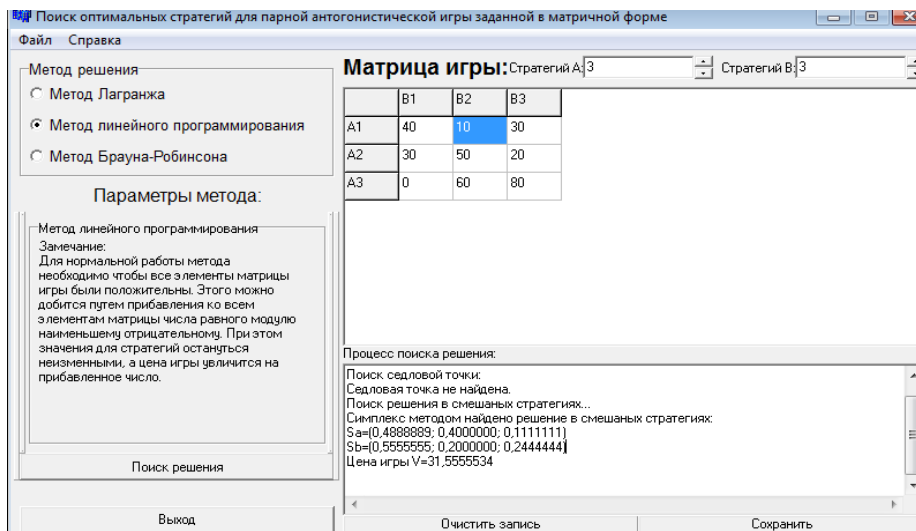 Поиск оптимальных стратегий для парной антогонистической игры заданной в матричной форме
Файл Справка
Метод решения
Метод Лагранжа
Метод линейного программирования
Метод Брауна-Робинсона
Параметры метода:
Метод линейного программирования
Замечание:
Для нормальной работы метода
необходимо чтобы все элементы матрицы
игры были положительны. Этого можно
добится путем прибавления ко всем
элементам матрицы числа равного модулю
наименьшему отрицательному. При этом
значения для стратегий остануться
неизменными, а цена игры увличится на
прибавленное число.
Поиск решения
Выход
Матрица игры: Стратегий А: 3 Стратегий В: 3
B1 B2 B3
A1 40 10 30
A2 30 50 20
A3 0 60 80
Процесс поиска решения:
Поиск седловой точки:
Седловая точка не найдена.
Поиск решения в смешаных стратегиях...
Симплекс методом найдено решение в смешаных стратегиях:
Sa=(0,4888889; 0,4000000; 0,1111111)
Sb=(0,5555555; 0,2000000; 0,2444444)
Цена игры V=31,5555534
Очистить запись Сохранить